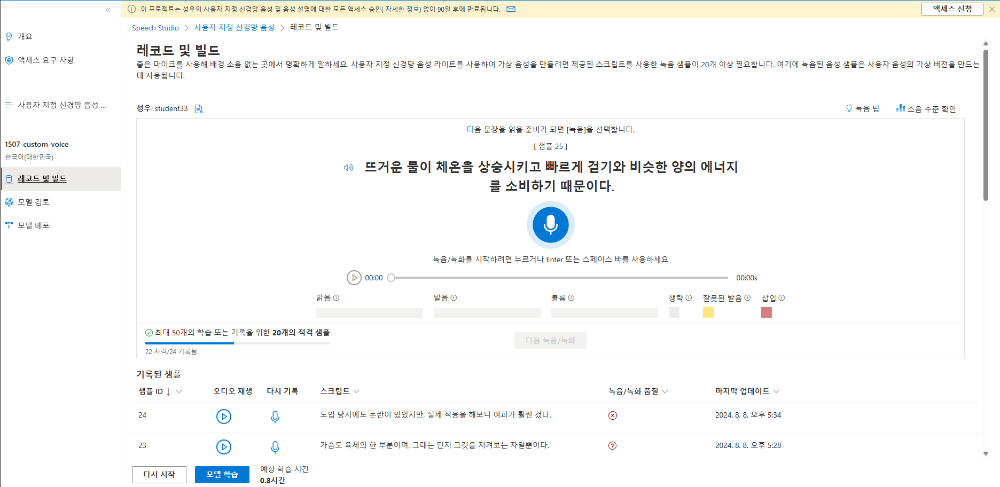 이 프로젝트는 성우의 사용자 지정 신경망 음성 및 음성 설명에 대한 모든 액세스 승인( 자세한 정보) 없이 90일 후에 만료됩니다.
액세스 신청
Speech Studio > 사용자 지정 신경망 음성 > 레코드 및 빌드
개요
액세스 요구 사항
사용자 지정 신경망 음성 ...
1507-custom-voice
한국어(대한민국)
레코드 및 빌드
모델 검토
모델 배포
레코드 및 빌드
좋은 마이크를 사용해 배경 소음 없는 곳에서 명확하게 말하세요. 사용자 지정 신경망 음성 라이트를 사용하여 가상 음성을 만들려면 제공된 스크립트를 사용한 녹음 샘플이 20개 이상 필요합니다. 여기에 녹음된 음성 샘플은 사용자 음성의 가상 버전을 만드는
데 사용됩니다.
성우: student33
녹음 팁
소음 수준 확인
다음 문장을 읽을 준비가 되면 [녹음]을 선택합니다.
[ 샘플 25 ]
뜨거운 물이 체온을 상승시키고 빠르게 걷기와 비슷한 양의 에너지
를 소비하기 때문이다.
녹음/녹화를 시작하려면 누르거나 Enter 또는 스페이스 바를 사용하세요
00:00 00:00s
맑음 발음 볼륨 생략 잘못된 발음 삽입
최대 50개의 학습 또는 기록을 위한 20개의 적격 샘플
22 자격/24 기록됨
다음 녹음/녹화
기록된 샘플
샘플 ID 오디오 재생 다시 기록 스크립트 녹음/녹화 품질 마지막 업데이트
24 도입 당시에도 논란이 있었지만, 실제 적용을 해보니 여파가 훨씬 컸다. 2024. 8. 8. 오후 5:34
23 가슴도 육체의 한 부분이며, 그대는 단지 그것을 지켜보는 자일뿐이다. 2024. 8. 8. 오후 5:28
다시 시작
모델 학습
예상 학습 시간
0.8시간